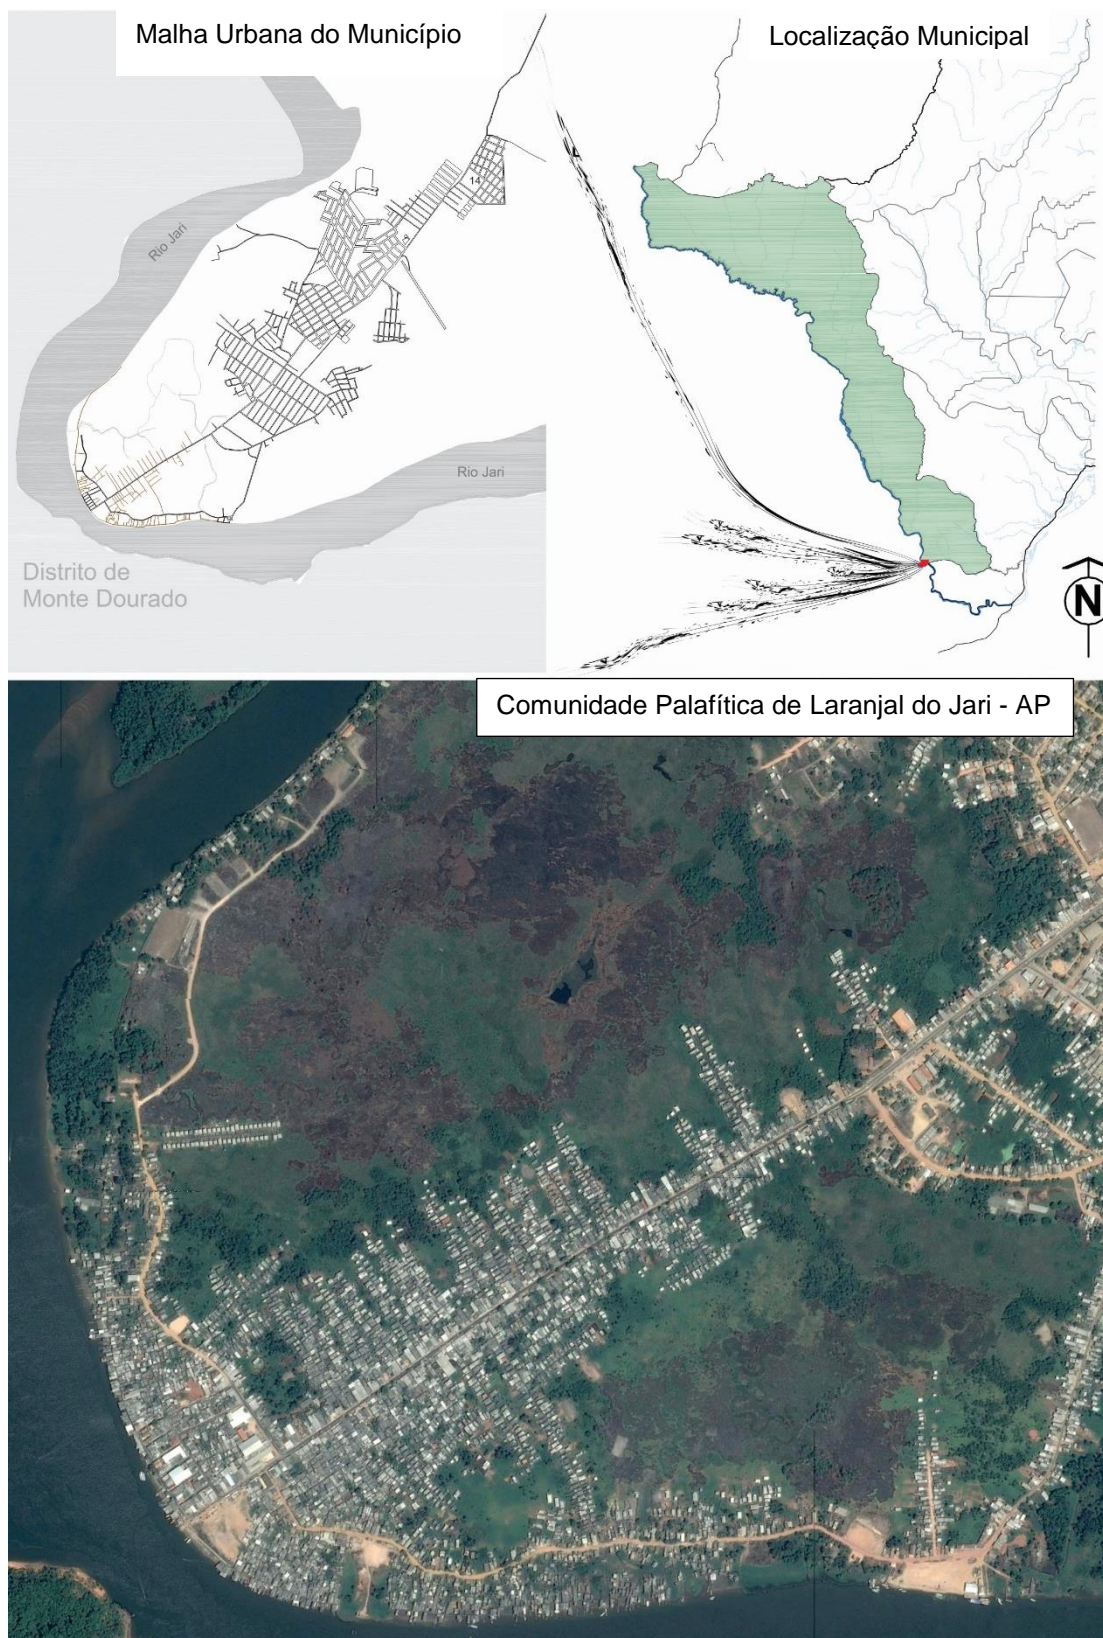 Malha Urbana do Município
Localização Municipal
14
Rio Jari
Rio Jari
Distrito de
Monte Dourado
N
Comunidade Palafítica de Laranjal do Jari - AP